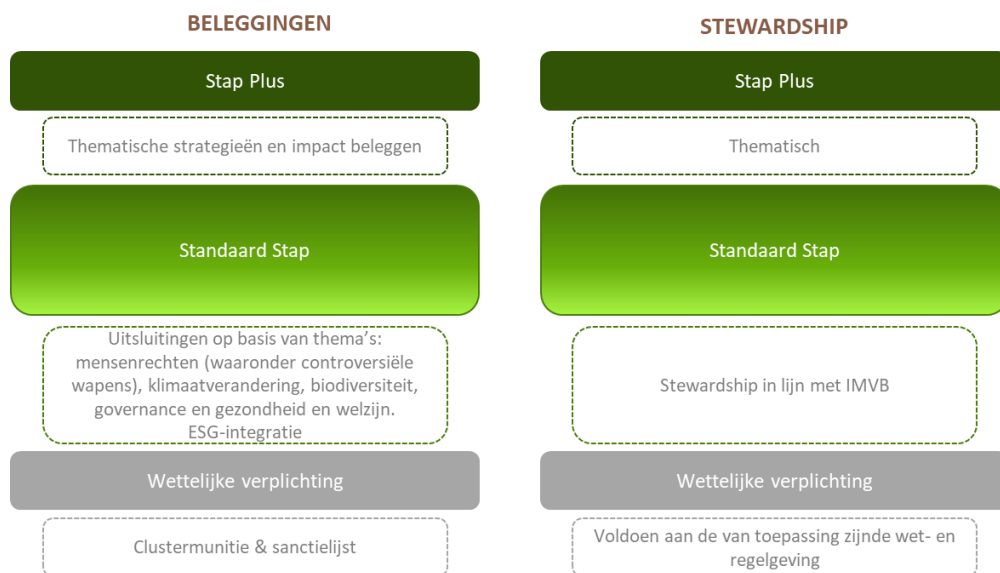 BELEGGINGEN
Stap Plus
Thematische strategieën en impact beleggen
Standaard Stap
Uitsluitingen op basis van thema's:
mensenrechten (waaronder controversiële
wapens), klimaatverandering, biodiversiteit,
governance en gezondheid en welzijn.
ESG-integratie
Wettelijke verplichting
Clustermunitie & sanctielijst
STEWARDSHIP
Stap Plus
Thematisch
Standaard Stap
Stewardship in lijn met IMVB
Wettelijke verplichting
Voldoen aan de van toepassing zijnde wet- en
regelgeving